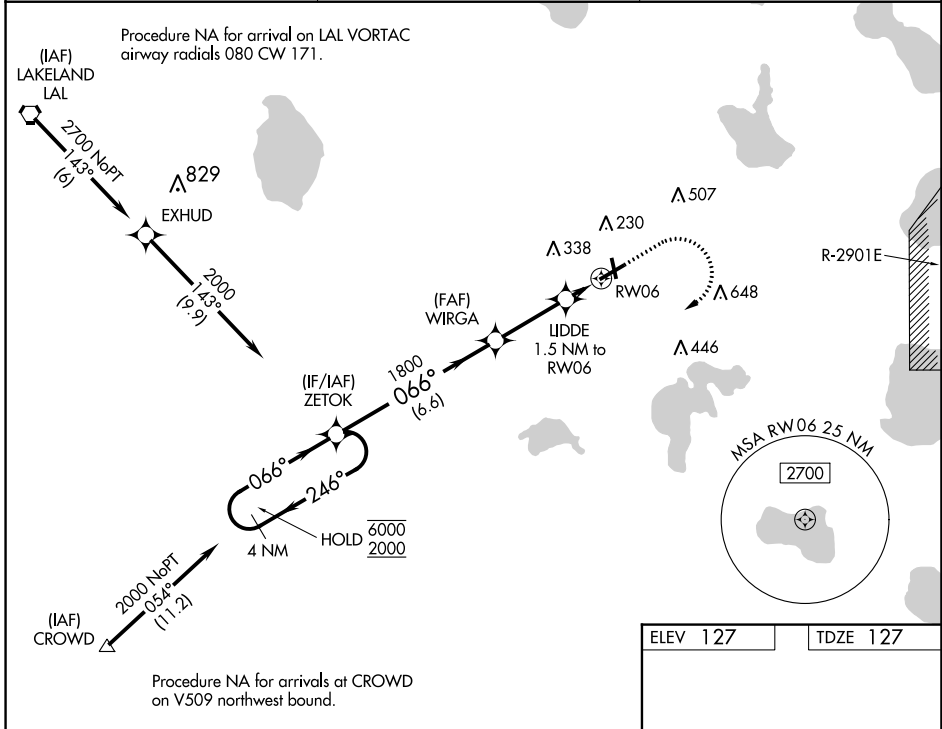 Procedure NA for arrival on LAL VORTAC
airway radials 080 CW 171.
(IAF)
LAKELAND
LAL
2700 NoPT
143°
(6)
829
EXHUD
2000
143°
(9.9)
507
230
338
R-2901E
RW06
648
(FAF)
WIRGA
LIDDE
1.5 NM to
RW06
446
1800
066°
(6.6)
(IF/IAF)
ZETOK
066°
246°
4 NM
HOLD
6000
2000
MSA RW06 25 NM
2700
2000 NoPT
054°
(11.2)
(IAF)
CROWD
ELEV 127
TDZE 127
Procedure NA for arrivals at CROWD
on V509 northwest bound.